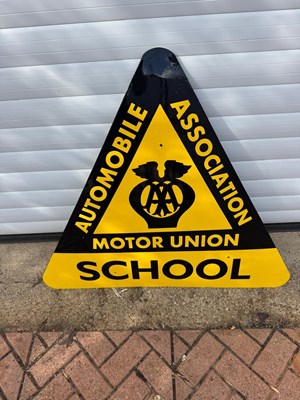 AUTOMOBILE
ASSOCIATION
AA
MOTOR UNION
SCHOOL